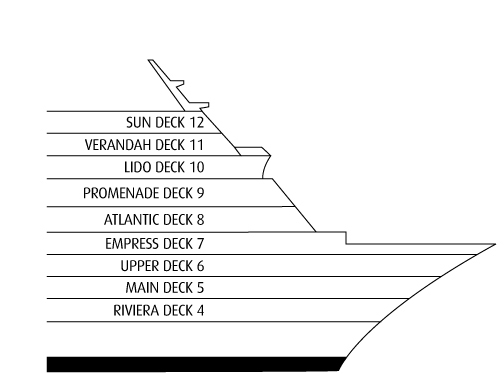 SUN DECK 12
VERANDAH DECK 11
LIDO DECK 10
PROMENADE DECK 9
ATLANTIC DECK 8
EMPRESS DECK 7
UPPER DECK 6
MAIN DECK 5
RIVIERA DECK 4